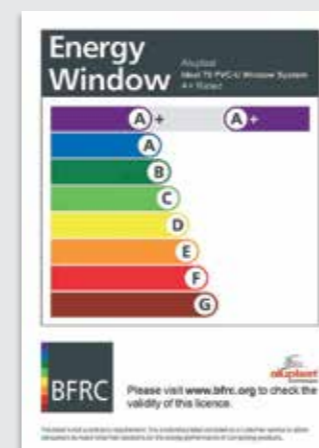 Energy
Window
Aluplast
Ideal 70 PVC-U Window System
A+ Rated
A+ A+
A
B
C
D
E
F
G
aluplast
BFRC
Please visit www.bfrc.org to check the
validity of this licence.